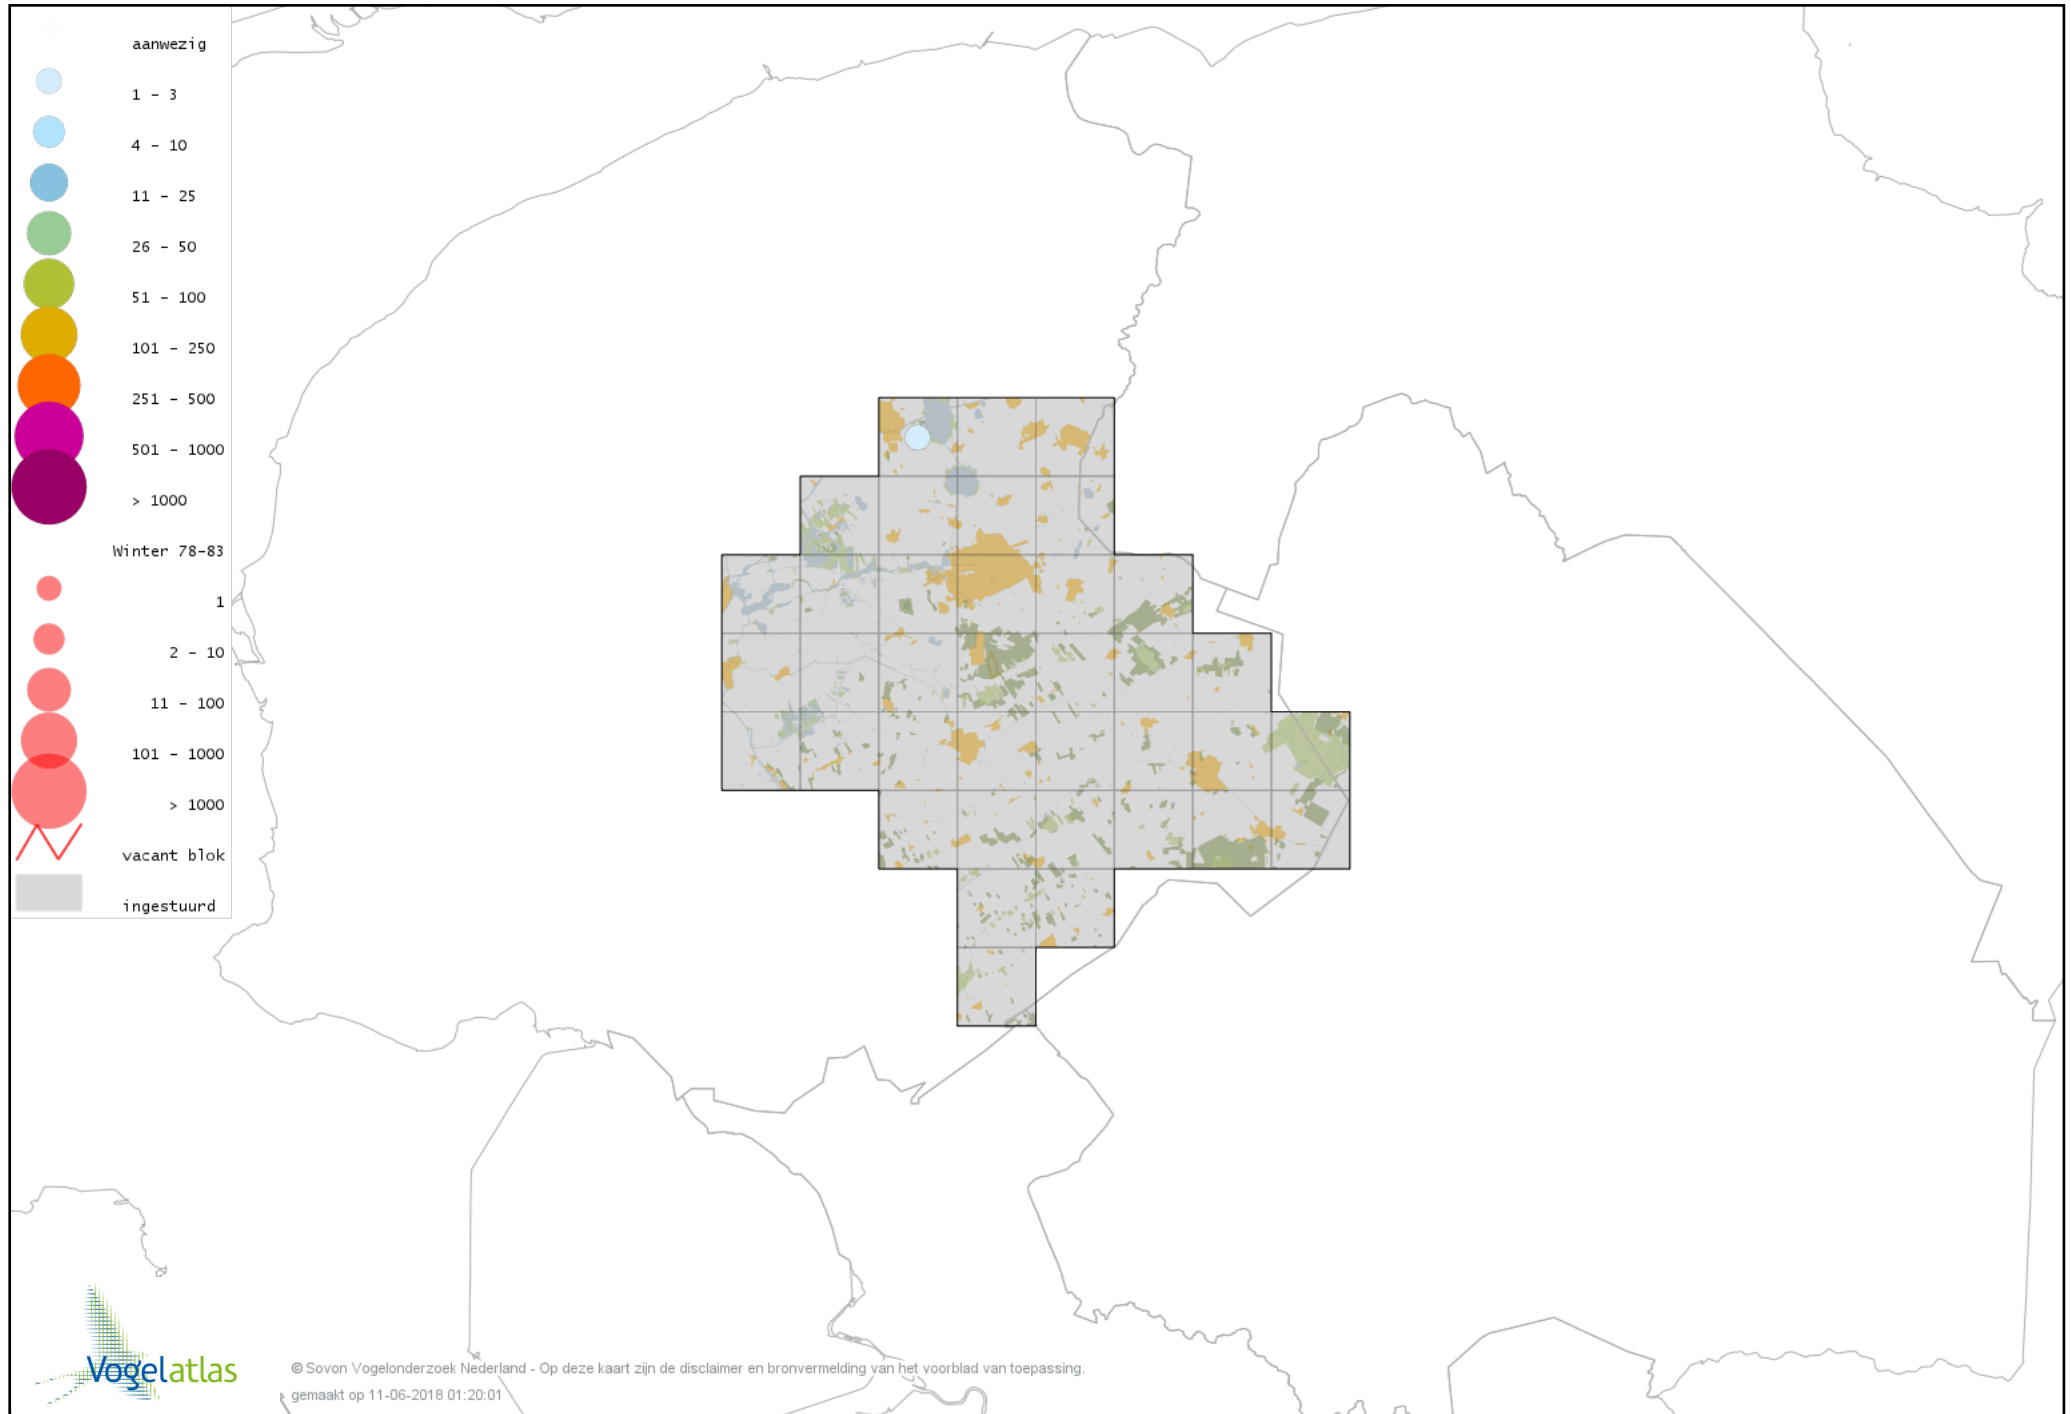 aanwezig
1 - 3
4 - 10
11 - 25
26 - 50
51 - 100
101 - 250
251 - 500
501 - 1000
> 1000
Winter 78-83
1
2 - 10
11 - 100
101 - 1000
> 1000
vacant blok
ingestuurd
Vogelatlas
© Sovon Vogelonderzoek Nederland - Op deze kaart zijn de disclaimer en bronvermelding van het voorblad van toepassing.
gemaakt op 11-06-2018 01:20:01